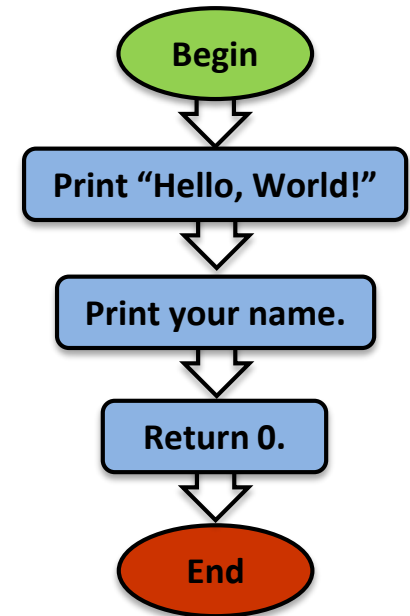 Begin
Print “Hello, World!”
Print your name.
Return 0.
End